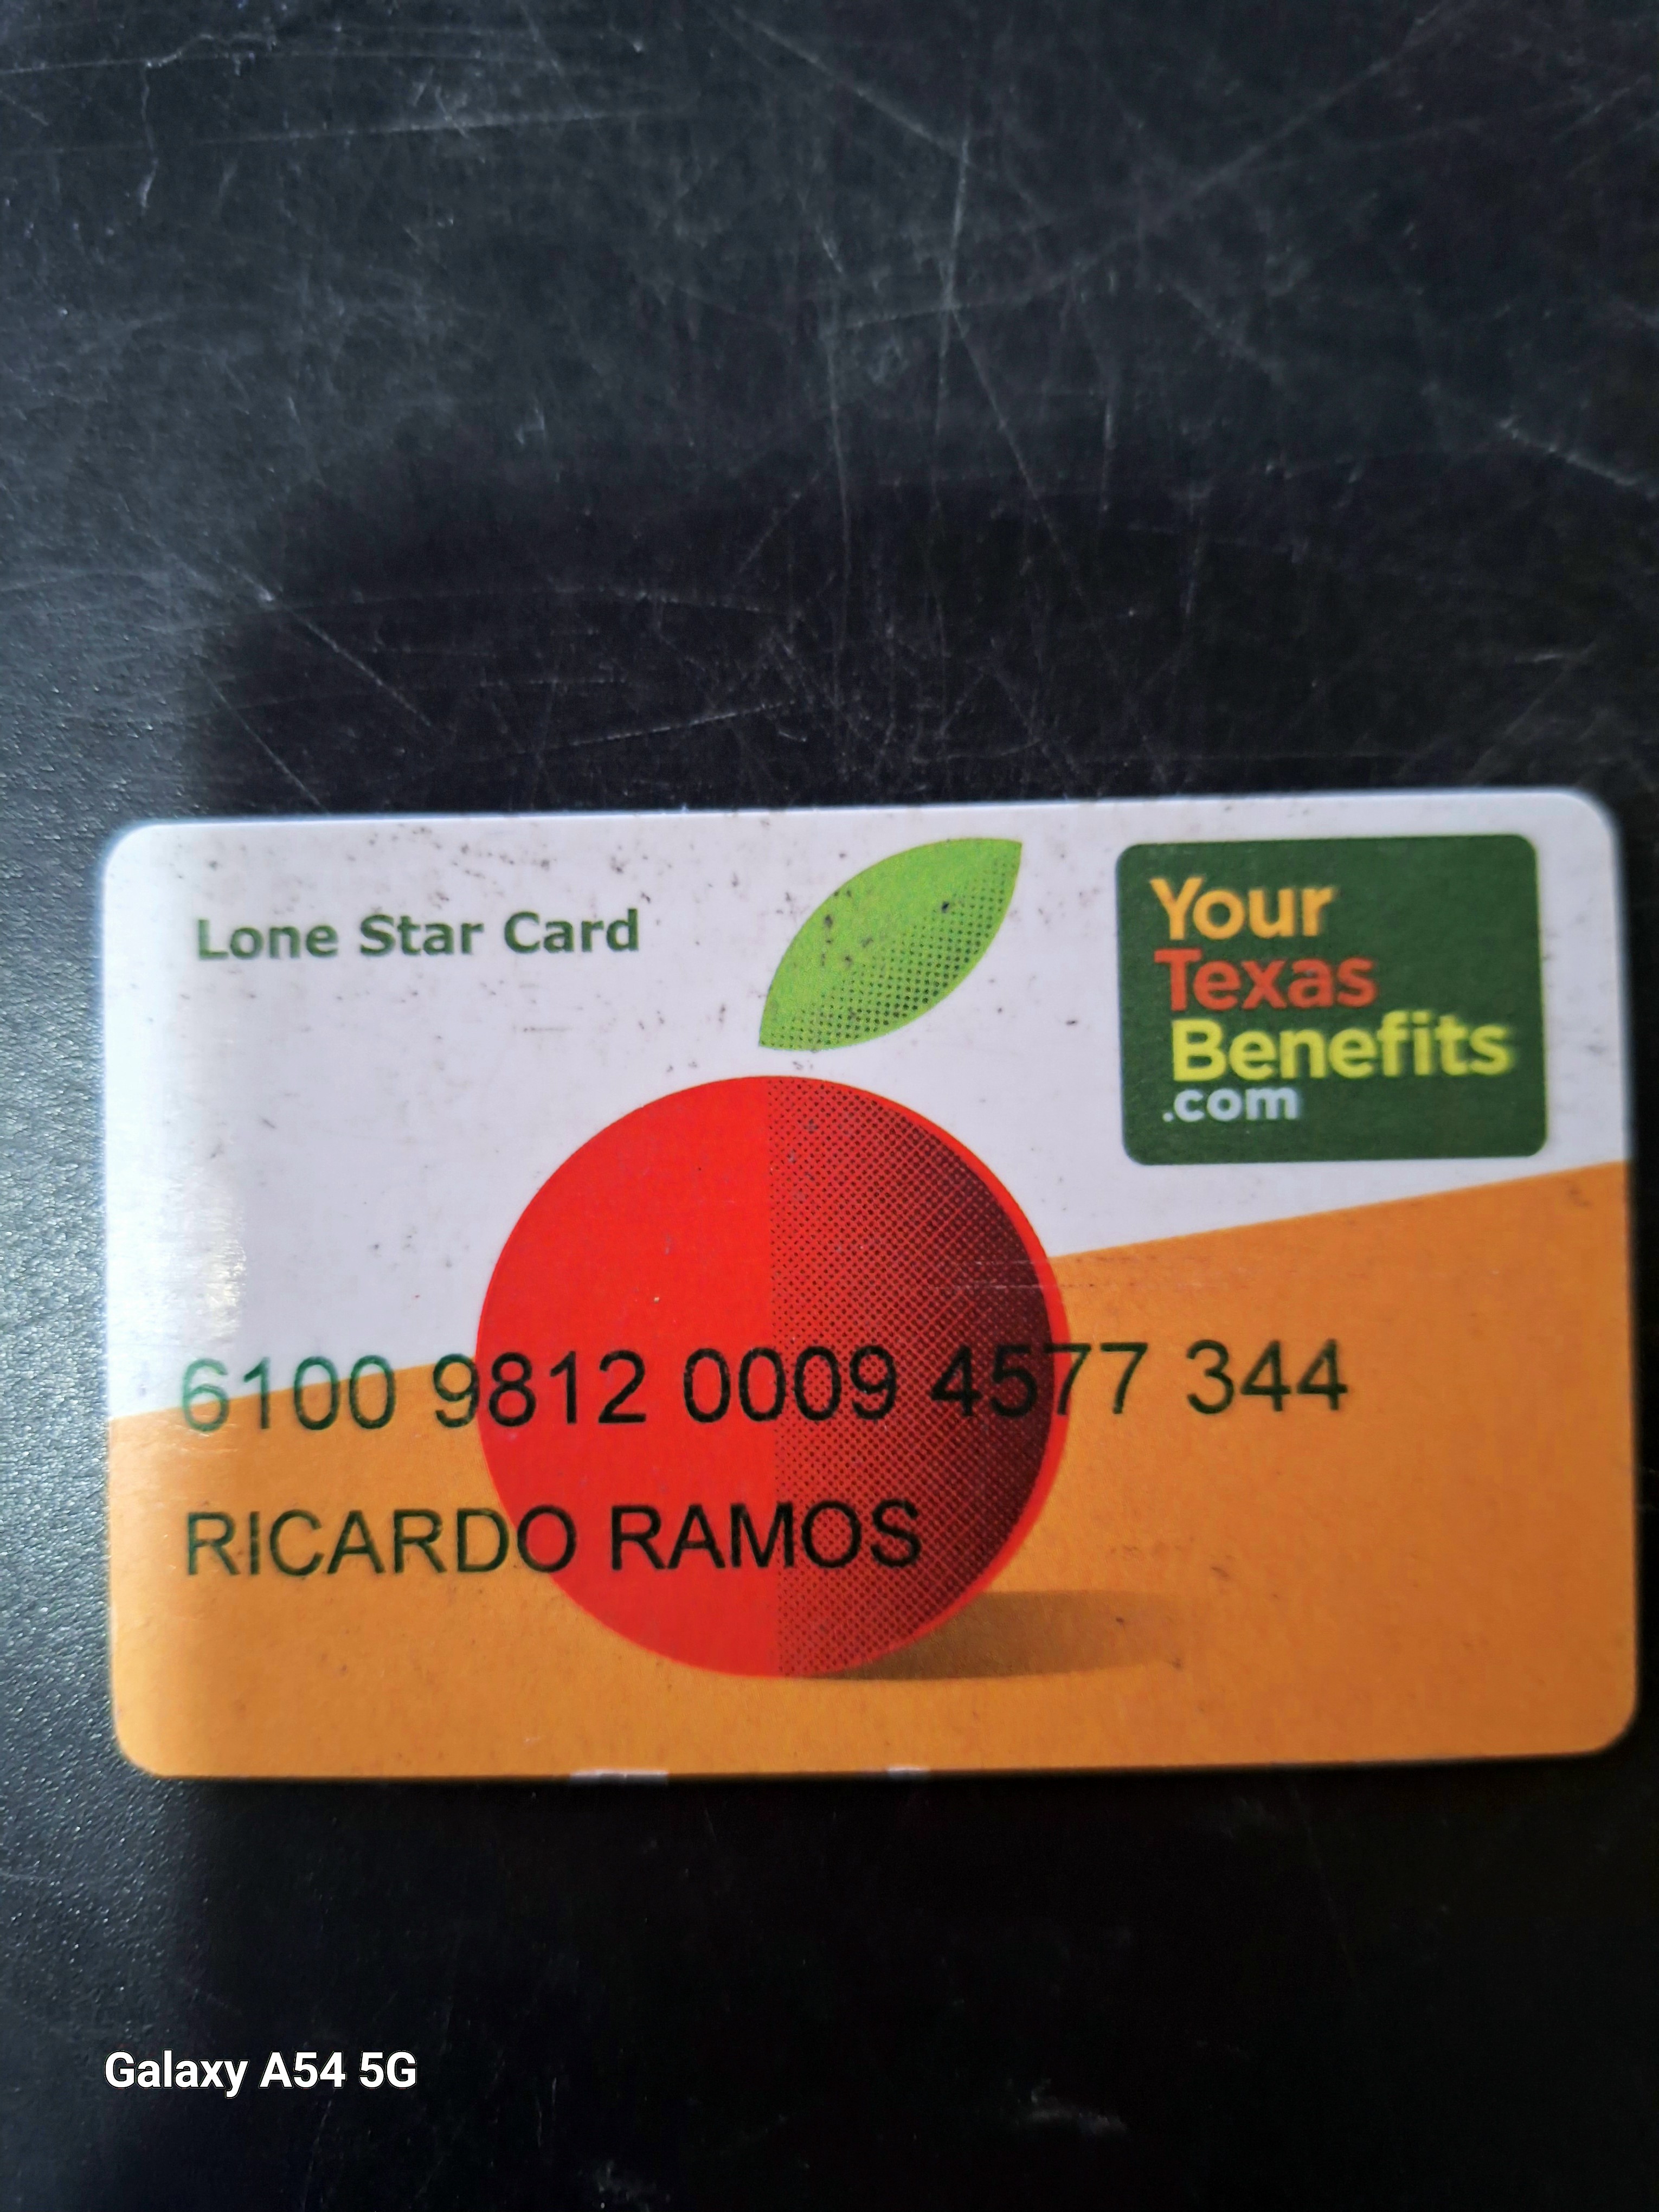 Lone Star Card
Your
Texas
Benefits
.com
6100 9812 0009 4577 344
RICARDO RAMOS
Galaxy A54 5G